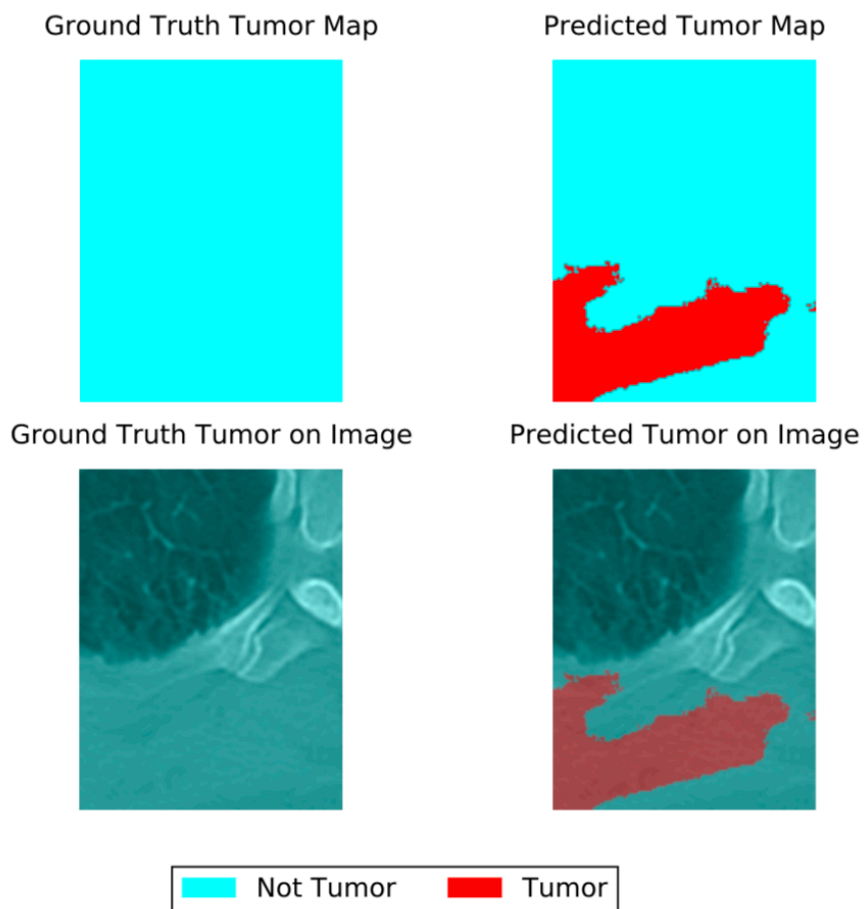 Ground Truth Tumor Map
Predicted Tumor Map
Ground Truth Tumor on Image
Predicted Tumor on Image
Not Tumor
Tumor